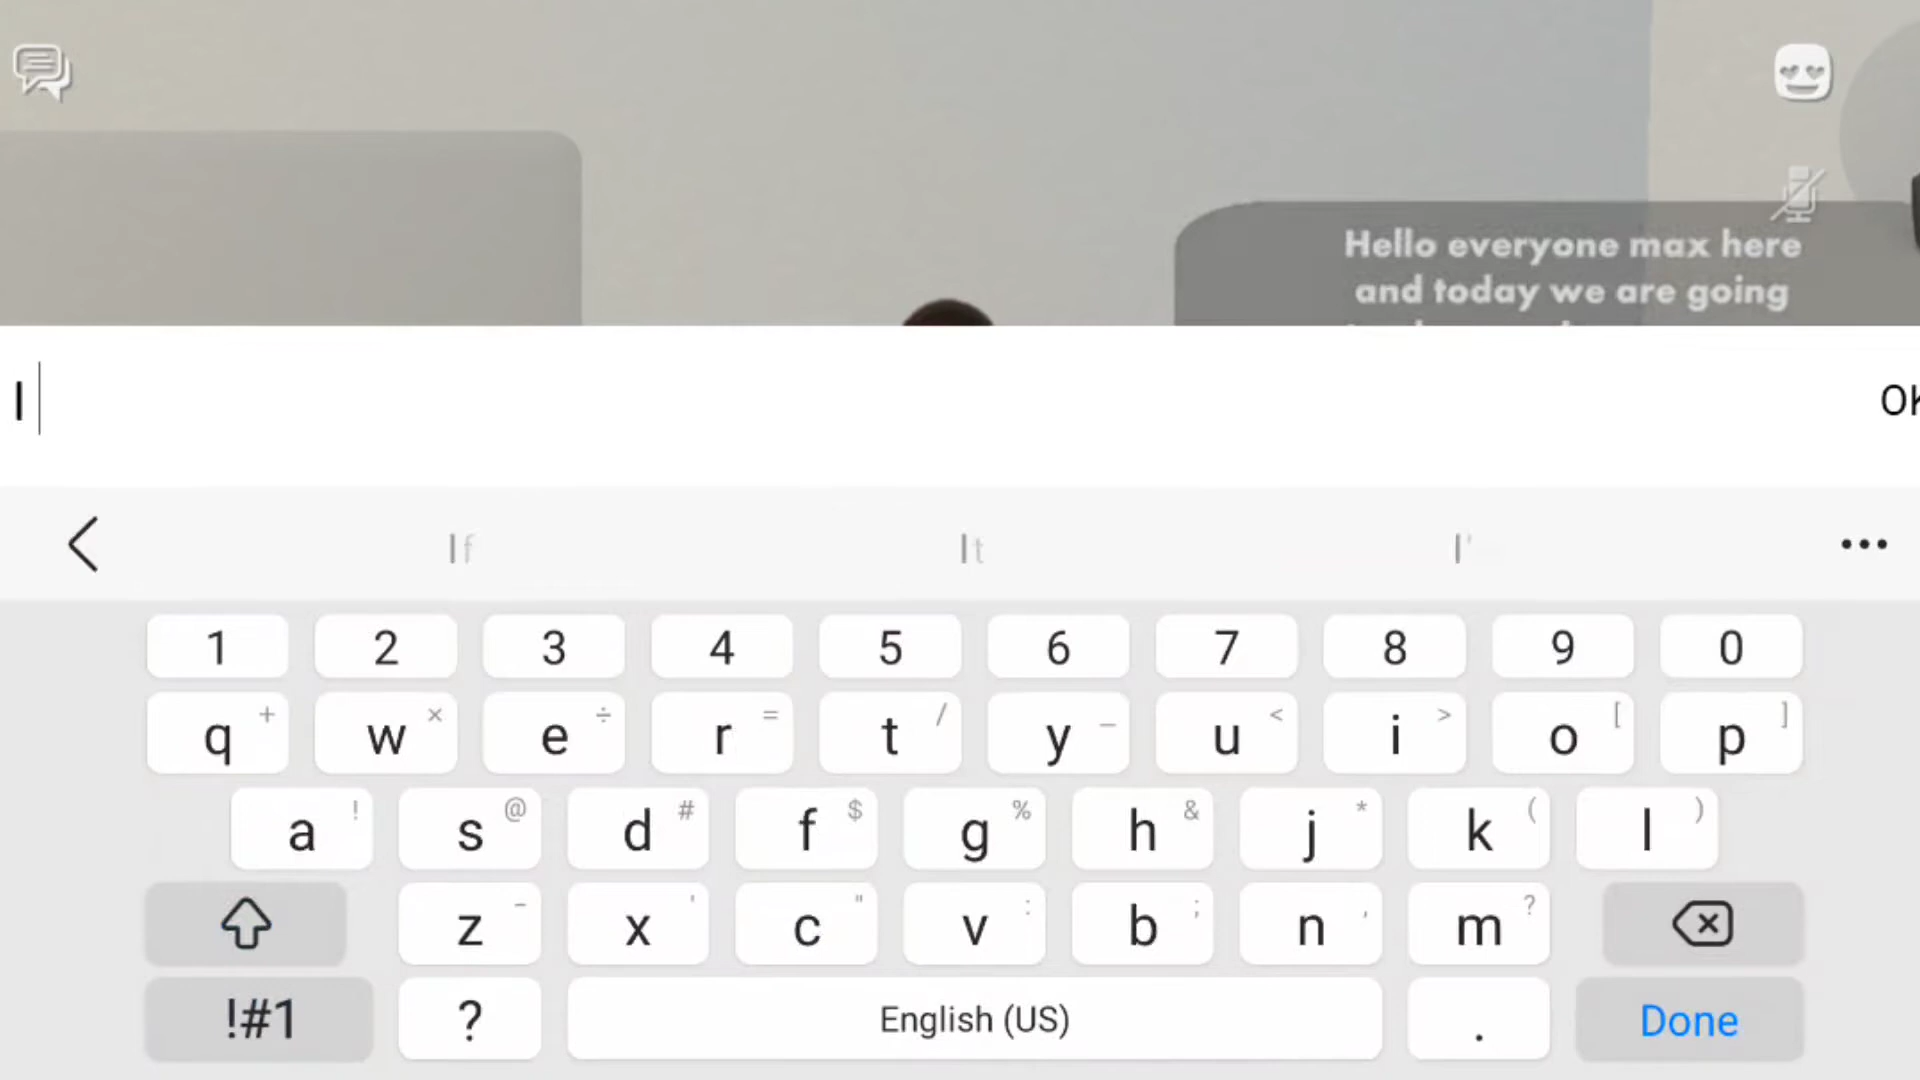 Hello everyone max here
and today we are going
I
OK
If It I'
1 2 3 4 5 6 7 8 9 0
q + w × e ÷ r = t / y _ u < i > o [ p ]
a ! s @ d # f $ g % h & j * k ( l )
z - x ' c " v : b ; n , m ?
!#1 ? English (US) . Done